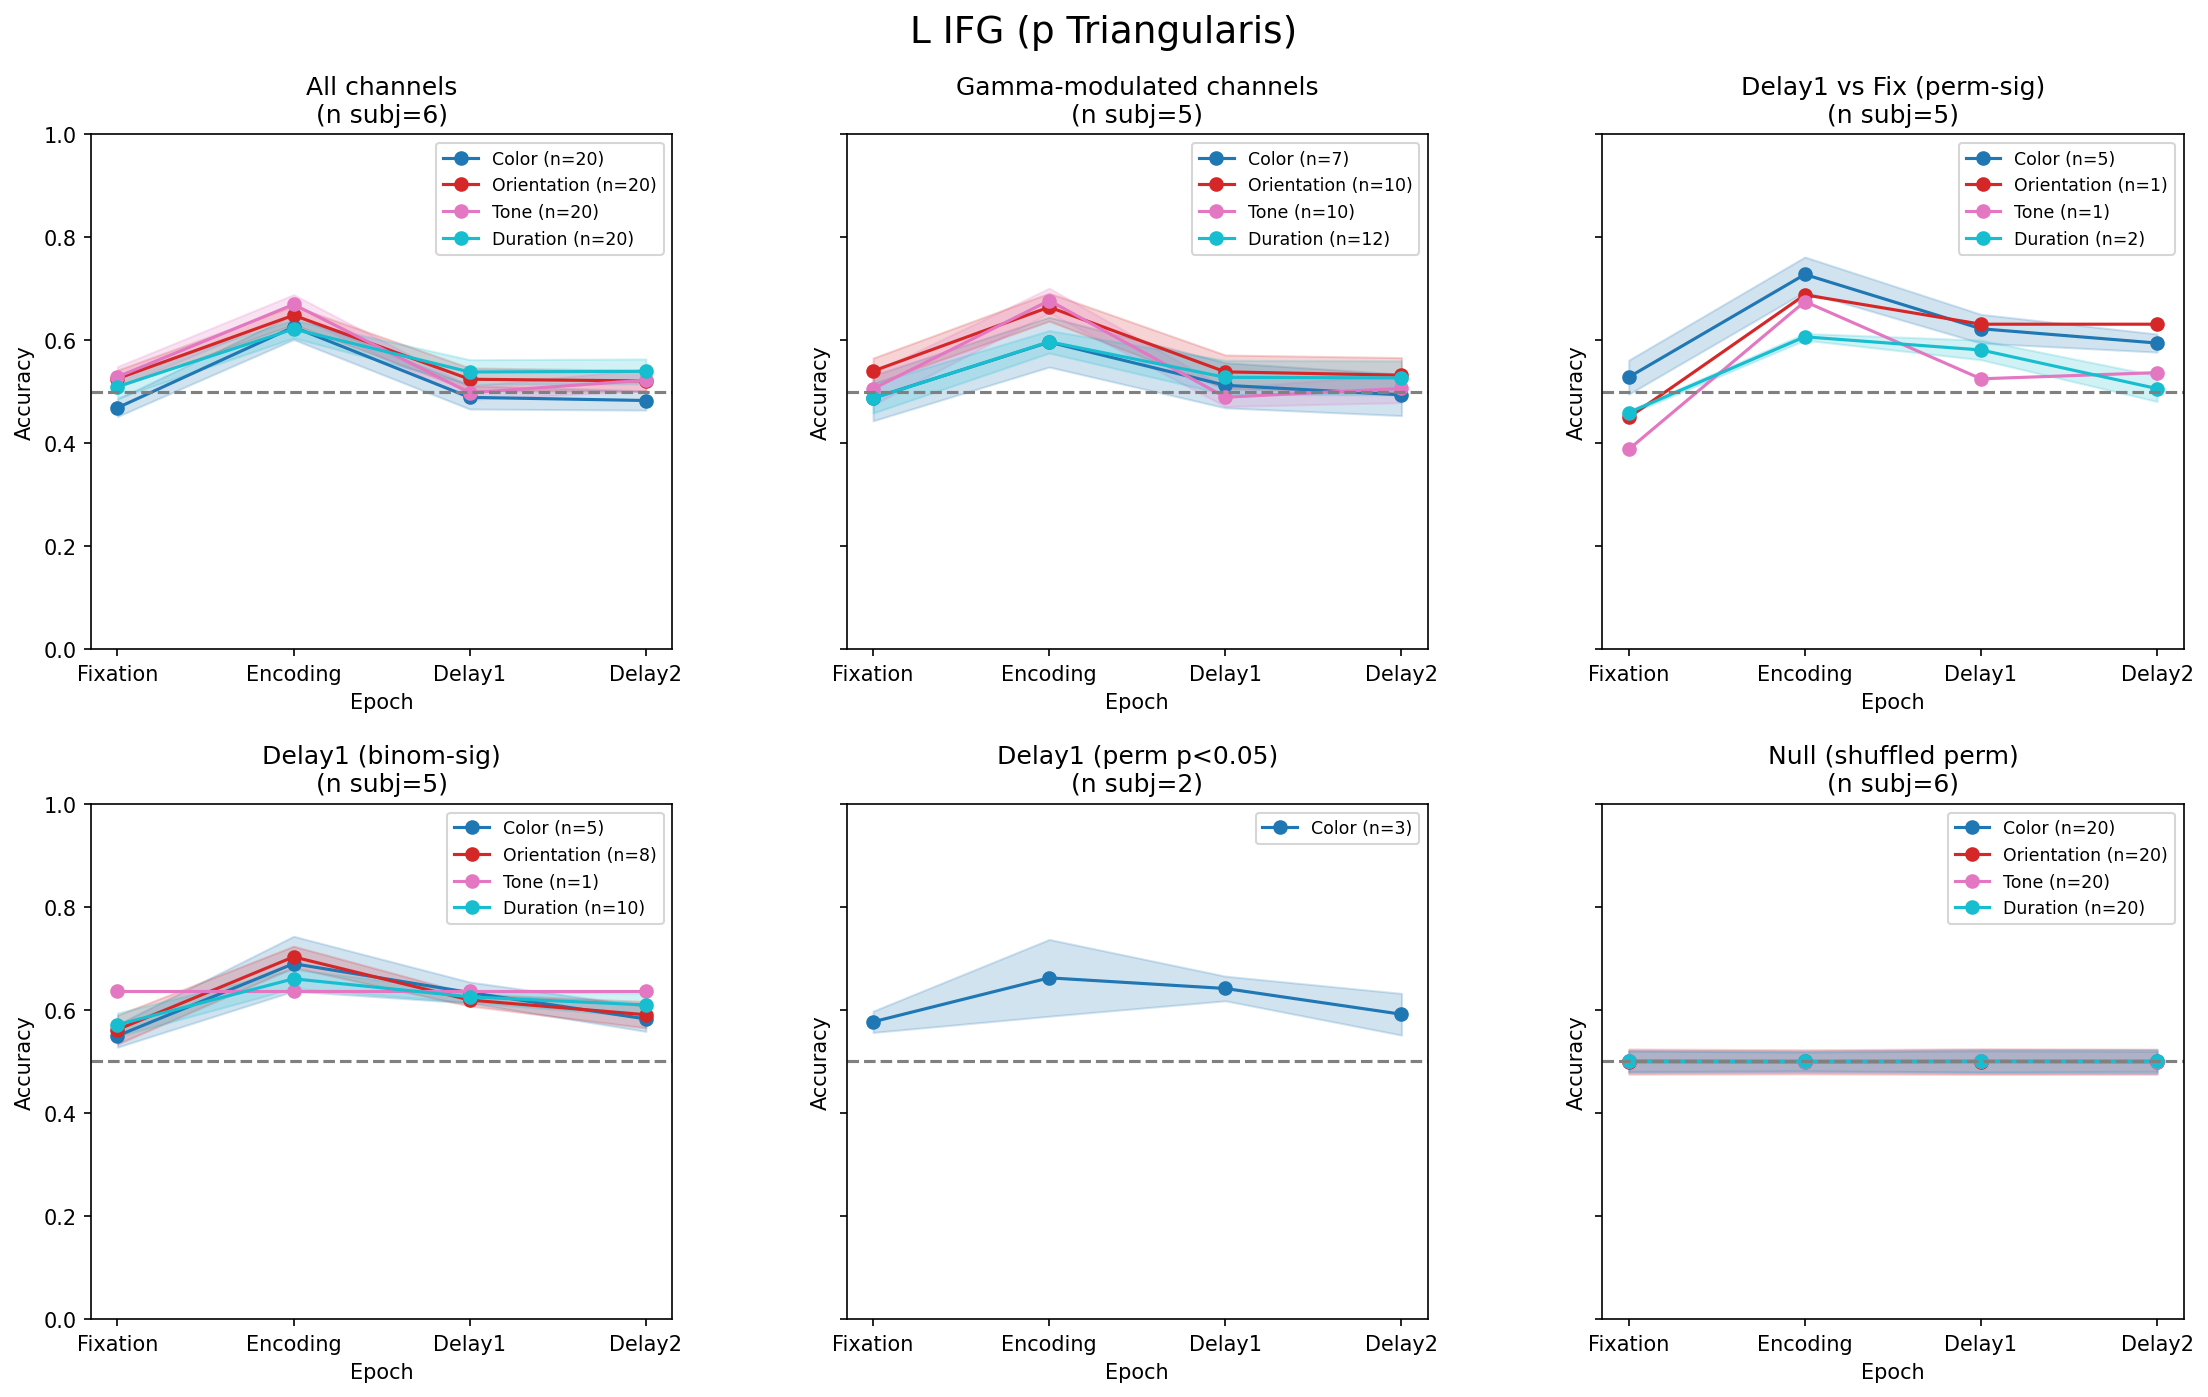 L IFG (p Triangularis)
All channels
(n subj=6)
Color (n=20)
Orientation (n=20)
Tone (n=20)
Duration (n=20)
1.0
0.8
0.6
0.4
0.2
0.0
Accuracy
Fixation Encoding Delay1 Delay2
Epoch
Gamma-modulated channels
(n subj=5)
Color (n=7)
Orientation (n=10)
Tone (n=10)
Duration (n=12)
Accuracy
Fixation Encoding Delay1 Delay2
Epoch
Delay1 vs Fix (perm-sig)
(n subj=5)
Color (n=5)
Orientation (n=1)
Tone (n=1)
Duration (n=2)
Accuracy
Fixation Encoding Delay1 Delay2
Epoch
Delay1 (binom-sig)
(n subj=5)
Color (n=5)
Orientation (n=8)
Tone (n=1)
Duration (n=10)
1.0
0.8
0.6
0.4
0.2
0.0
Accuracy
Fixation Encoding Delay1 Delay2
Epoch
Delay1 (perm p<0.05)
(n subj=2)
Color (n=3)
Accuracy
Fixation Encoding Delay1 Delay2
Epoch
Null (shuffled perm)
(n subj=6)
Color (n=20)
Orientation (n=20)
Tone (n=20)
Duration (n=20)
Accuracy
Fixation Encoding Delay1 Delay2
Epoch